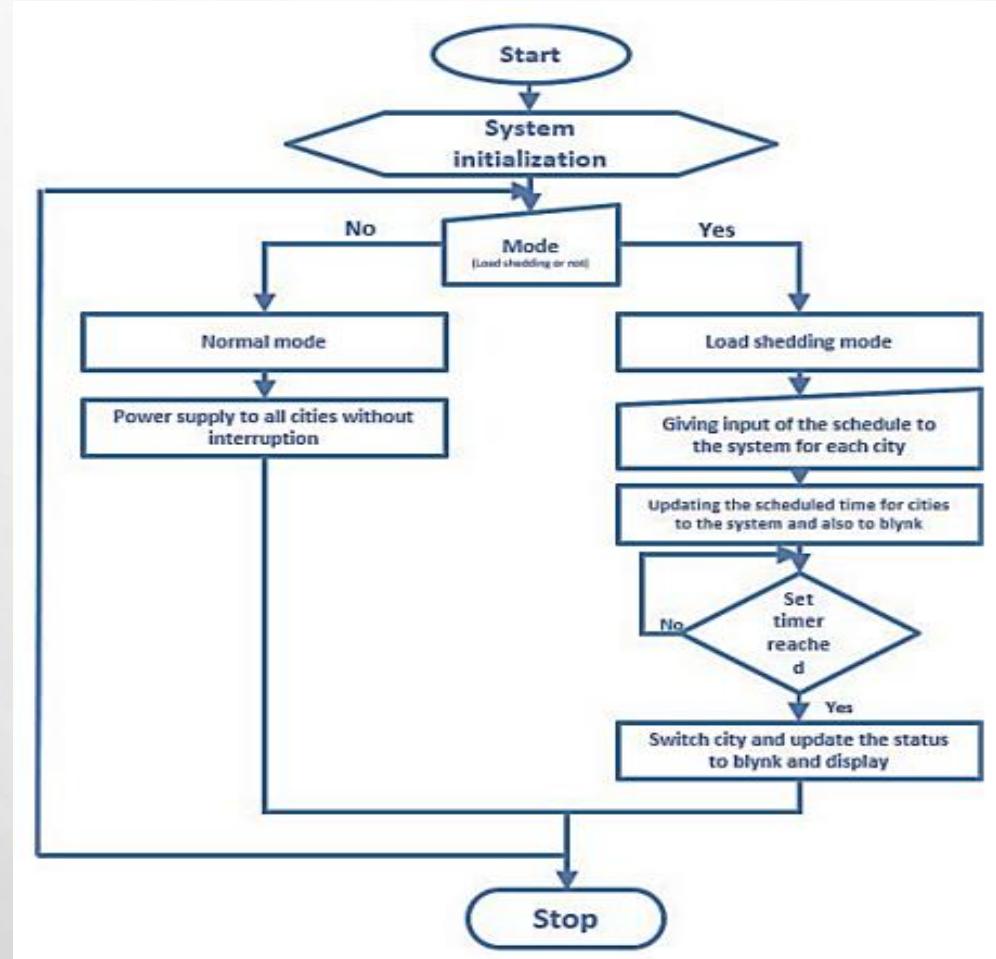 Start
System
initialization
No
Yes
Mode
(Load shedding or not)
Normal mode
Load shedding mode
Power supply to all cities without
interruption
Giving input of the schedule to
the system for each city
Updating the scheduled time for cities
to the system and also to blynk
Set
timer
reache
d
No
Yes
Switch city and update the status
to blynk and display
Stop